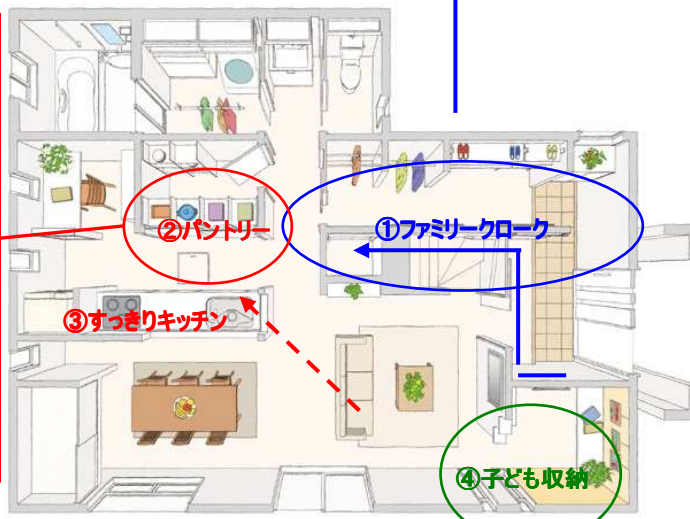 ②パントリー
①ファミリークローク
③すっきりキッチン
④子ども収納